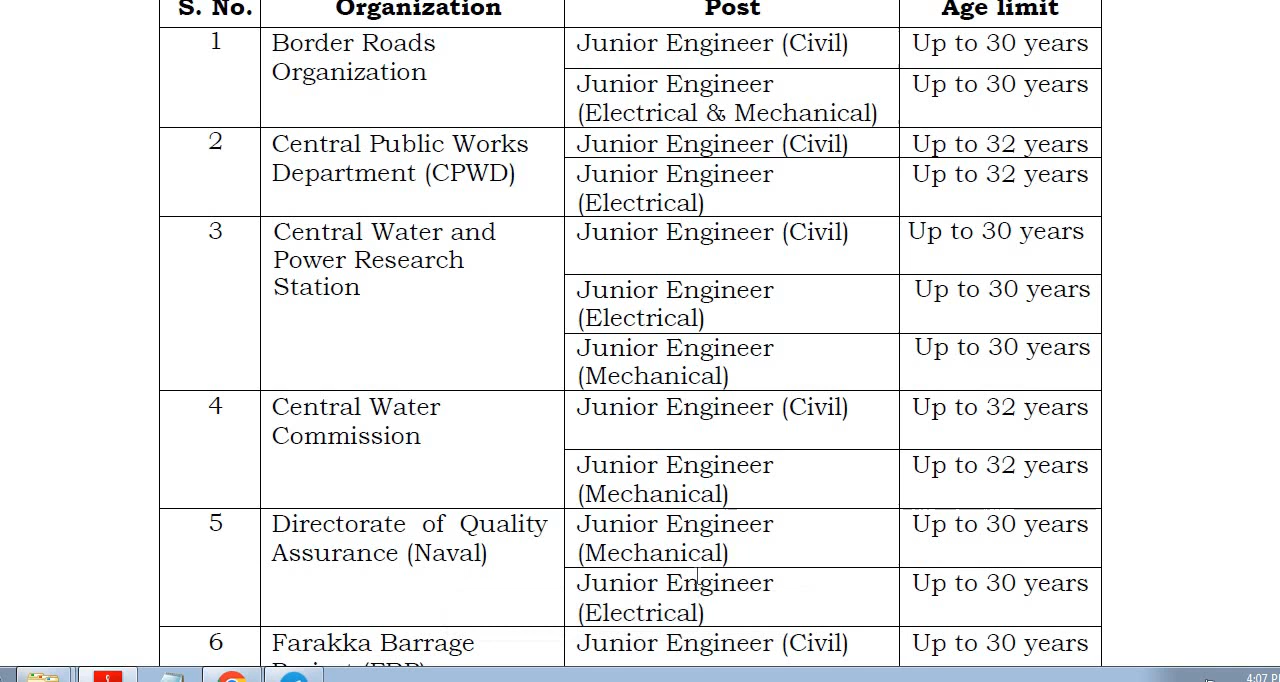 S. No. Organization Post Age limit
1 Border Roads Junior Engineer (Civil) Up to 30 years
Organization
Junior Engineer Up to 30 years
(Electrical & Mechanical)
2 Central Public Works Junior Engineer (Civil) Up to 32 years
Department (CPWD) Junior Engineer Up to 32 years
(Electrical)
3 Central Water and Junior Engineer (Civil) Up to 30 years
Power Research
Station
Junior Engineer Up to 30 years
(Electrical)
Junior Engineer Up to 30 years
(Mechanical)
4 Central Water Junior Engineer (Civil) Up to 32 years
Commission
Junior Engineer Up to 32 years
(Mechanical)
5 Directorate of Quality Junior Engineer Up to 30 years
Assurance (Naval) (Mechanical)
Junior Engineer Up to 30 years
(Electrical)
6 Farakka Barrage Junior Engineer (Civil) Up to 30 years
4:07 P